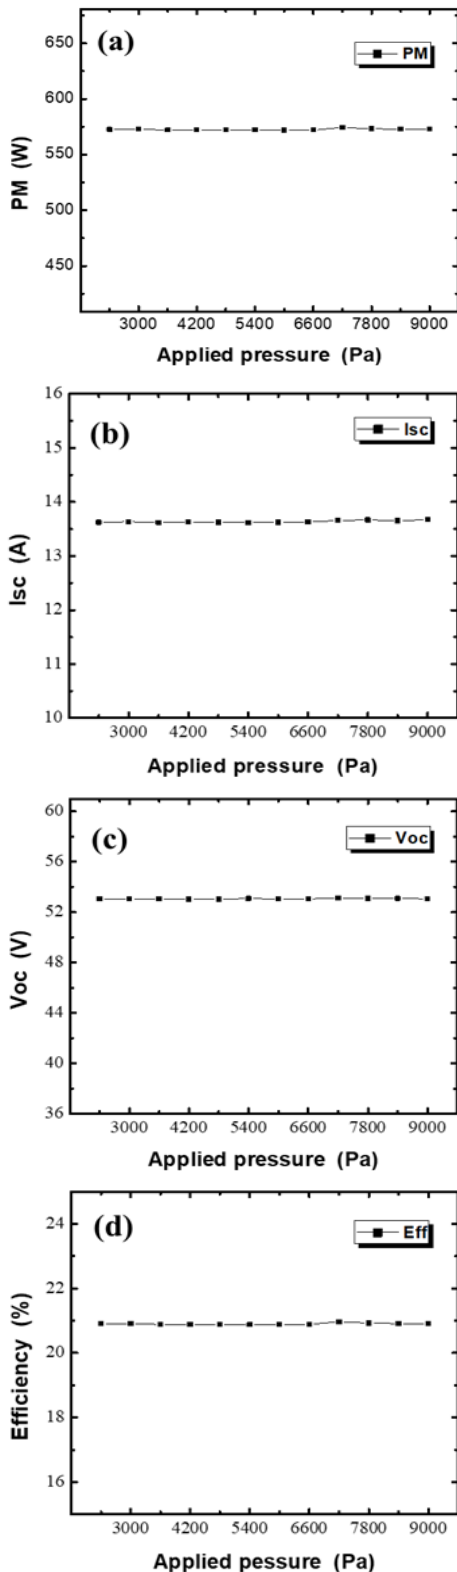 (a)
PM
650
600
550
500
450
PM (W)
3000 4200 5400 6600 7800 9000
Applied pressure (Pa)
(b)
Isc
16
15
14
13
12
11
10
Isc (A)
3000 4200 5400 6600 7800 9000
Applied pressure (Pa)
(c)
Voc
60
56
52
48
44
40
36
Voc (V)
3000 4200 5400 6600 7800 9000
Applied pressure (Pa)
(d)
Eff
24
22
20
18
16
Efficiency (%)
3000 4200 5400 6600 7800 9000
Applied pessure (Pa)